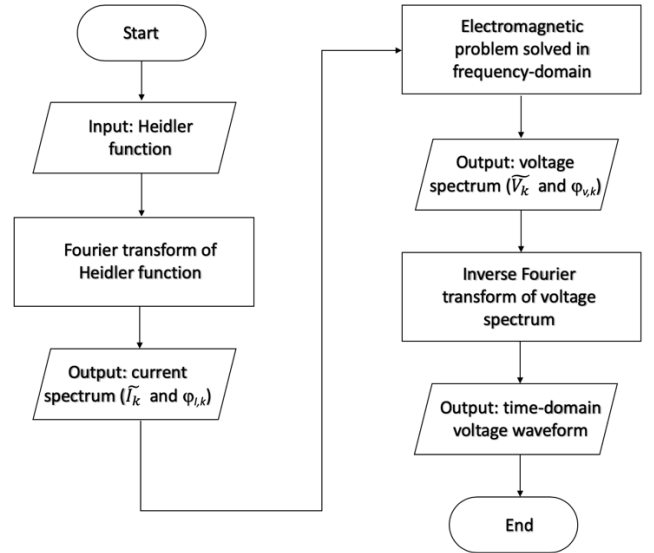 Start
Input: Heidler
function
Fourier transform of
Heidler function
Output: current
spectrum (Ĩₖ and φᵢ,ₖ)
Electromagnetic
problem solved in
frequency-domain
Output: voltage
spectrum (Ṽₖ and φᵥ,ₖ)
Inverse Fourier
transform of voltage
spectrum
Output: time-domain
voltage waveform
End